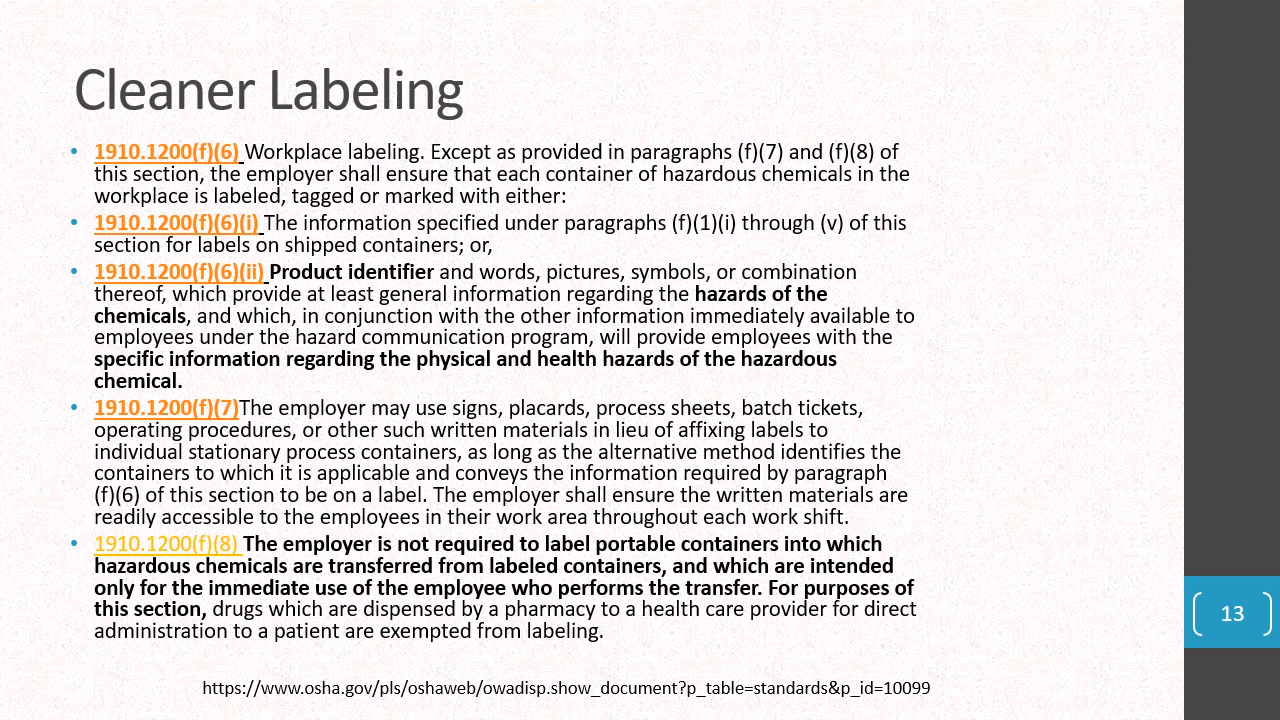 Cleaner Labeling
• 1910.1200(f)(6) Workplace labeling. Except as provided in paragraphs (f)(7) and (f)(8) of
this section, the employer shall ensure that each container of hazardous chemicals in the
workplace is labeled, tagged or marked with either:
• 1910.1200(f)(6)(i) The information specified under paragraphs (f)(1)(i) through (v) of this
section for labels on shipped containers; or,
• 1910.1200(f)(6)(ii) Product identifier and words, pictures, symbols, or combination
thereof, which provide at least general information regarding the hazards of the
chemicals, and which, in conjunction with the other information immediately available to
employees under the hazard communication program, will provide employees with the
specific information regarding the physical and health hazards of the hazardous
chemical.
• 1910.1200(f)(7)The employer may use signs, placards, process sheets, batch tickets,
operating procedures, or other such written materials in lieu of affixing labels to
individual stationary process containers, as long as the alternative method identifies the
containers to which it is applicable and conveys the information required by paragraph
(f)(6) of this section to be on a label. The employer shall ensure the written materials are
readily accessible to the employees in their work area throughout each work shift.
• 1910.1200(f)(8) The employer is not required to label portable containers into which
hazardous chemicals are transferred from labeled containers, and which are intended
only for the immediate use of the employee who performs the transfer. For purposes of
this section, drugs which are dispensed by a pharmacy to a health care provider for direct
administration to a patient are exempted from labeling.
13
https://www.osha.gov/pls/oshaweb/owadisp.show_document?p_table=standards&p_id=10099